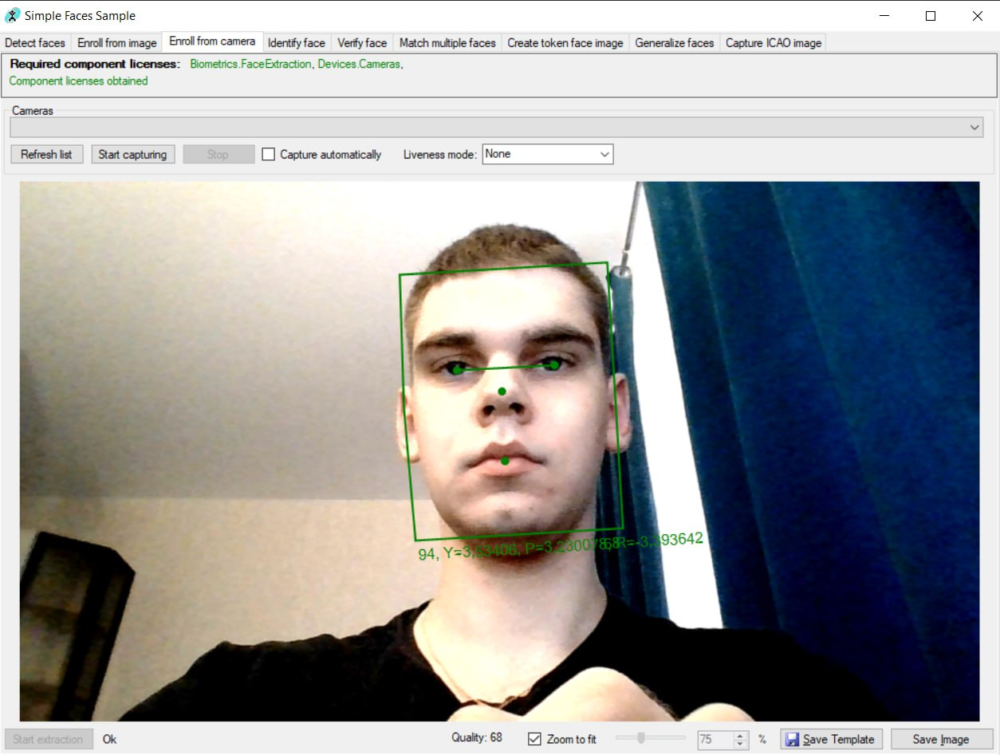 Simple Faces Sample
Detect faces Enroll from image Enroll from camera Identify face Verify face Match multiple faces Create token face image Generalize faces Capture ICAO image
Required component licenses: Biometrics.FaceExtraction, Devices.Cameras,
Component licenses obtained
Cameras
Refresh list Start capturing Stop Capture automatically Liveness mode: None
94, Y=3,53406, P=3,230078, R=-3,393642
68
Start extraction Ok Quality: 68 Zoom to fit 75 % Save Template Save Image